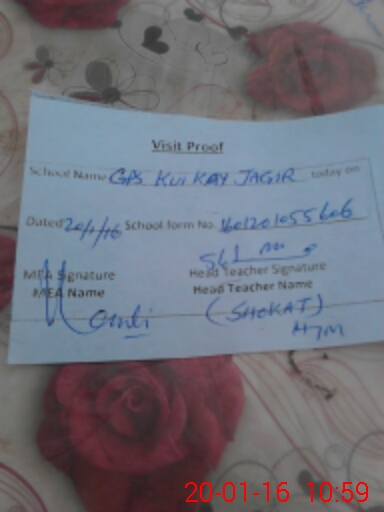 Visit Proof
School Name GPS KUI KAY JAGIR today on
Dated 20/1/16 School form No. 1601201055606
MEA Signature Head Teacher Signature
MEA Name Head Teacher Name
(SHOKAT)
20-01-16 10:59